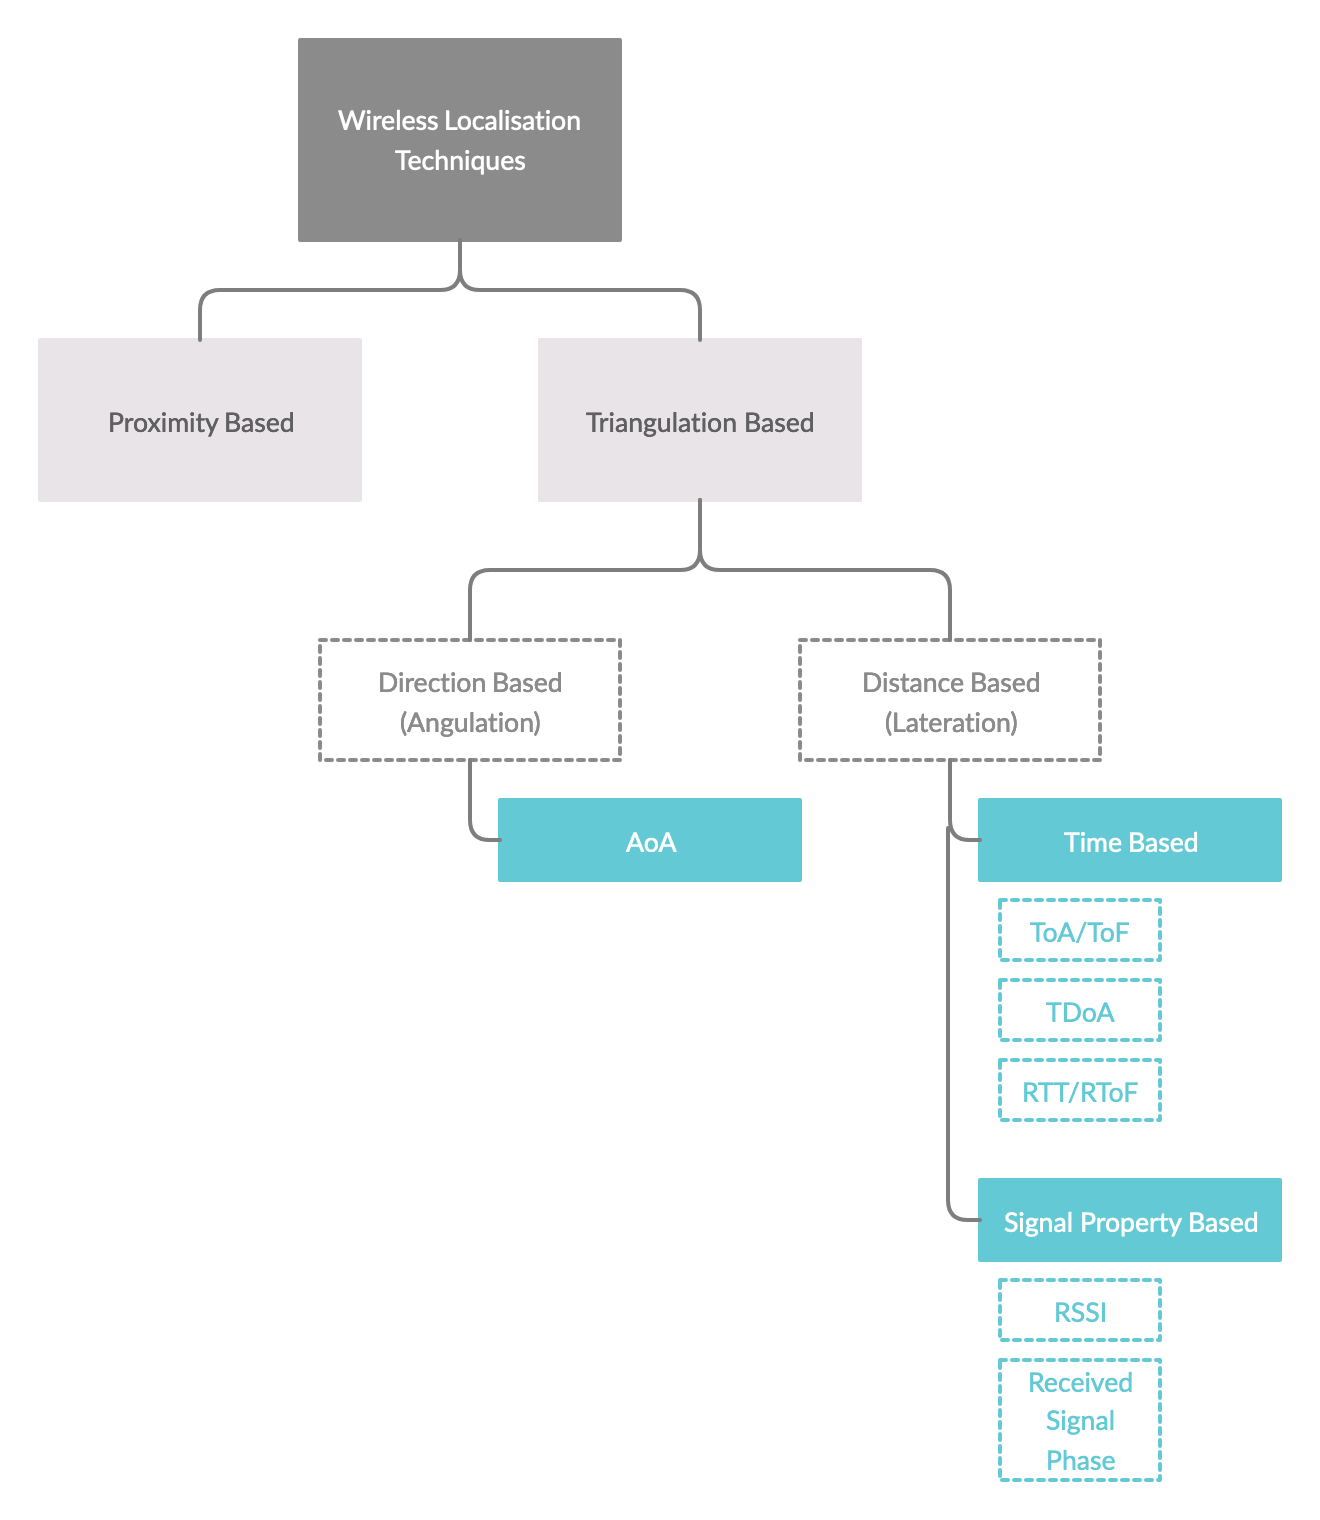 Wireless Localisation
Techniques
Proximity Based
Triangulation Based
Direction Based
(Angulation)
Distance Based
(Lateration)
AoA
Time Based
ToA/ToF
TDoA
RTT/RToF
Signal Property Based
RSSI
Received
Signal
Phase